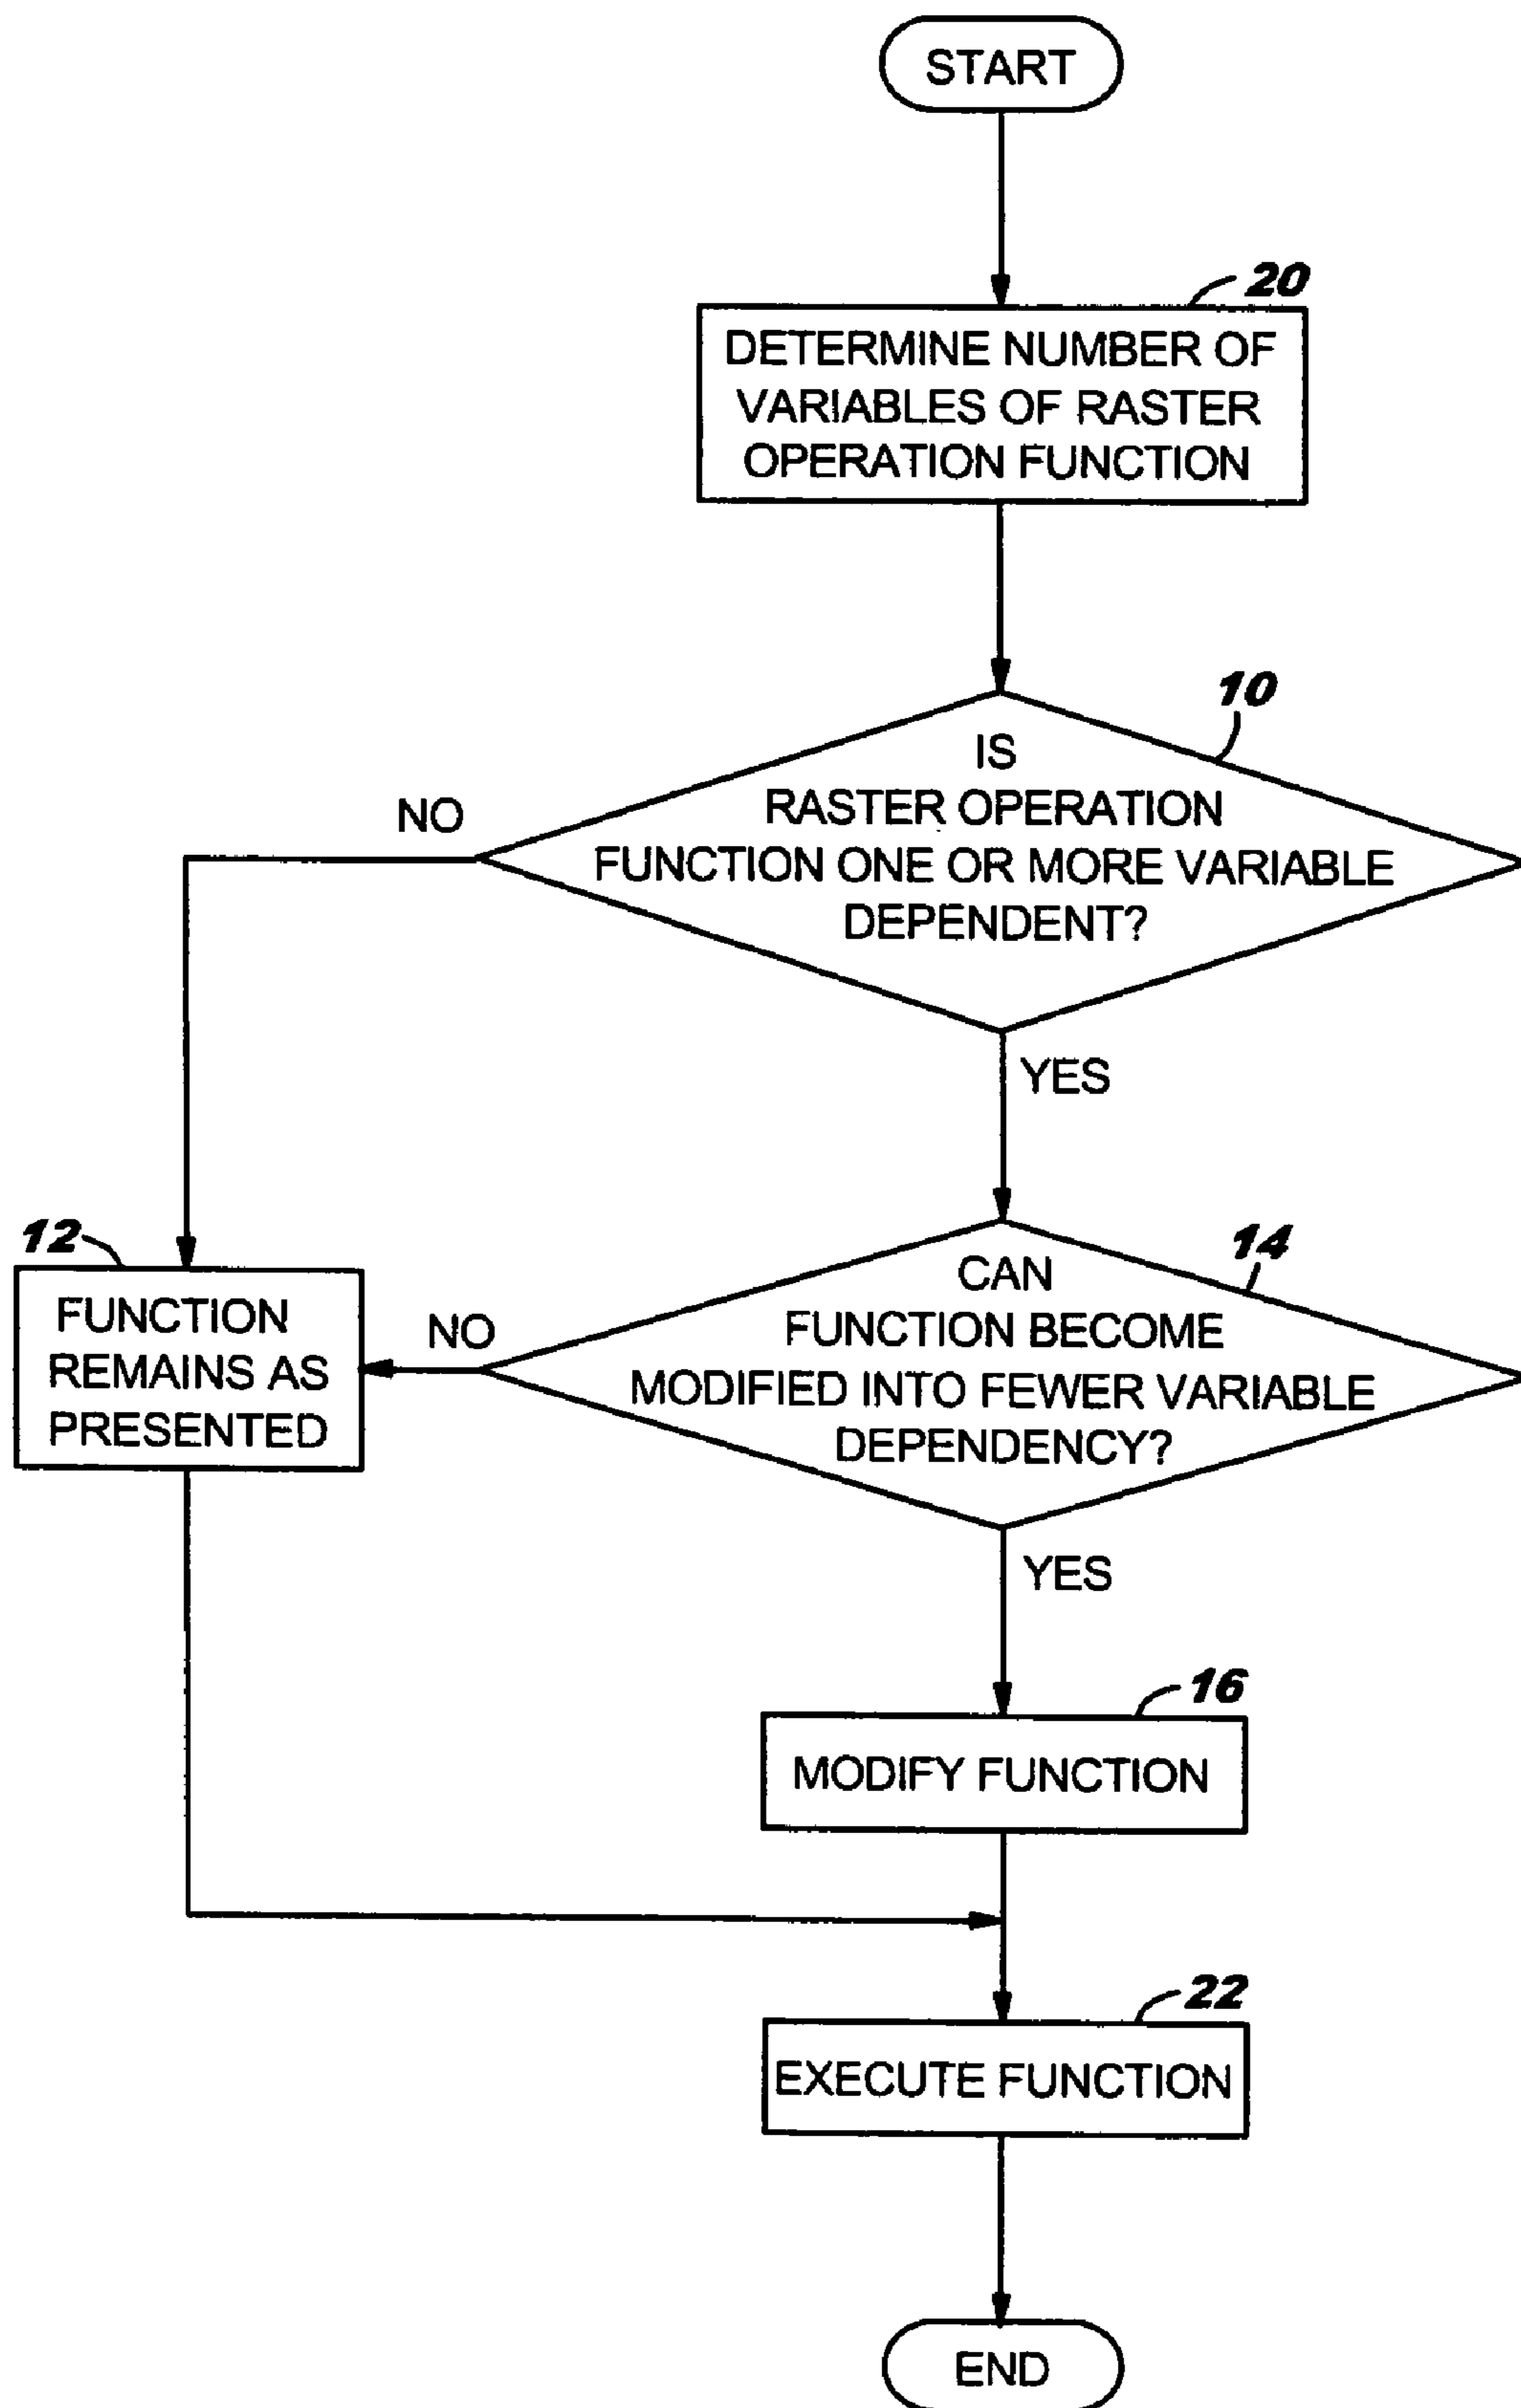 START
20
DETERMINE NUMBER OF
VARIABLES OF RASTER
OPERATION FUNCTION
10
IS
RASTER OPERATION
FUNCTION ONE OR MORE VARIABLE
DEPENDENT?
NO
YES
12
FUNCTION
REMAINS AS
PRESENTED
14
CAN
FUNCTION BECOME
MODIFIED INTO FEWER VARIABLE
DEPENDENCY?
NO
YES
16
MODIFY FUNCTION
22
EXECUTE FUNCTION
END